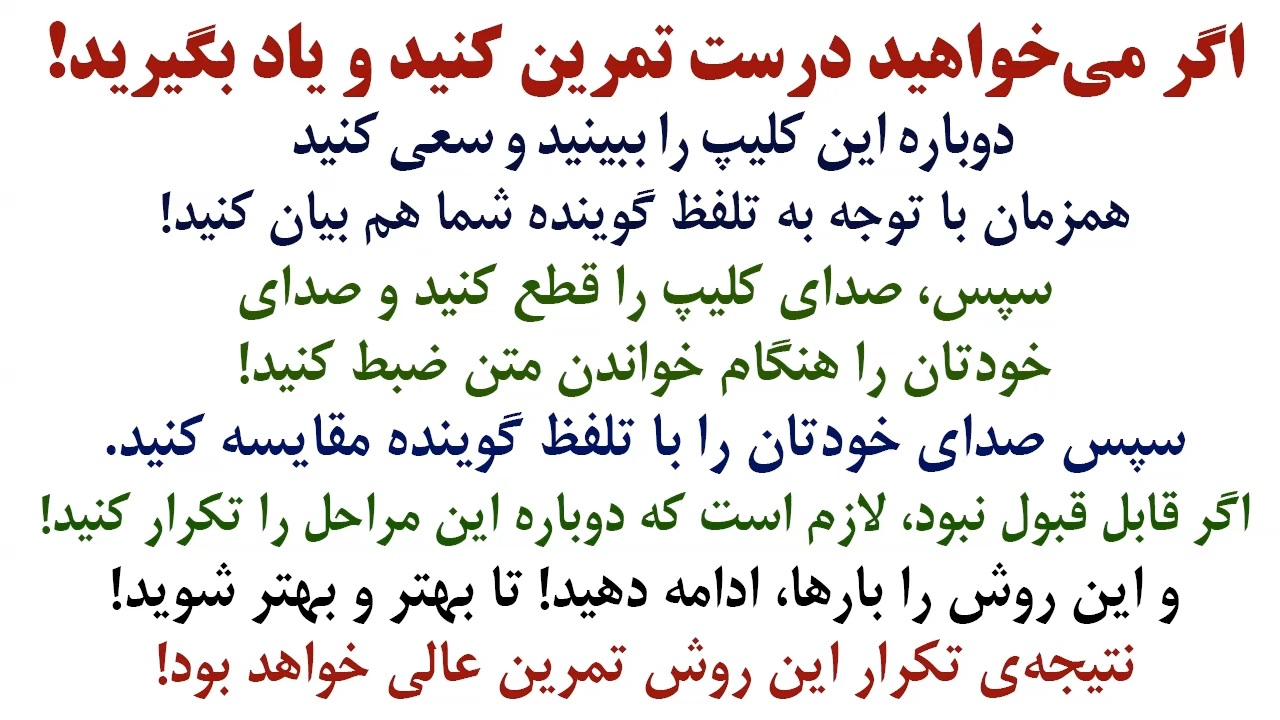 اگر می‌خواهید درست تمرین کنید و یاد بگیرید!
دوباره این کلیپ را ببینید و سعی کنید
همزمان با توجه به تلفظ گوینده شما هم بیان کنید!
سپس، صدای کلیپ را قطع کنید و صدای
خودتان را هنگام خواندن متن ضبط کنید!
سپس صدای خودتان را با تلفظ گوینده مقایسه کنید.
اگر قابل قبول نبود، لازم است که دوباره این مراحل را تکرار کنید!
و این روش را بارها، ادامه دهید! تا بهتر و بهتر شوید!
نتیجه‌ی تکرار این روش تمرین عالی خواهد بود!